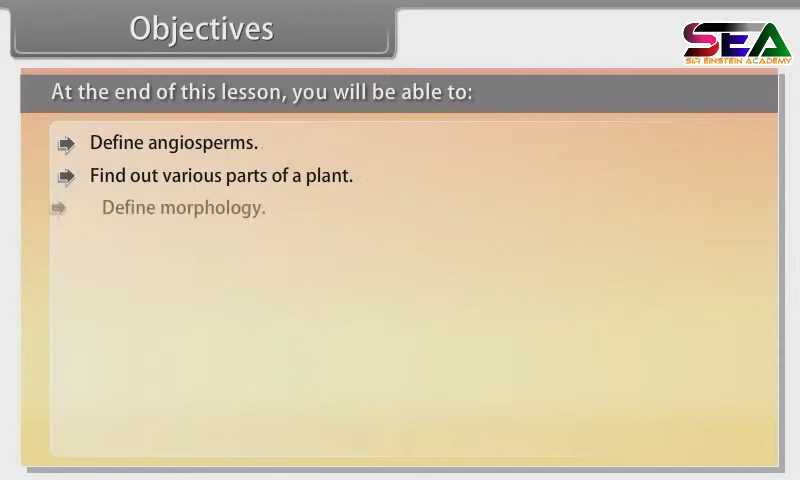 Objectives
SEA
SIR EINSTEIN ACADEMY
At the end of this lesson, you will be able to:
Define angiosperms.
Find out various parts of a plant.
Define morphology.